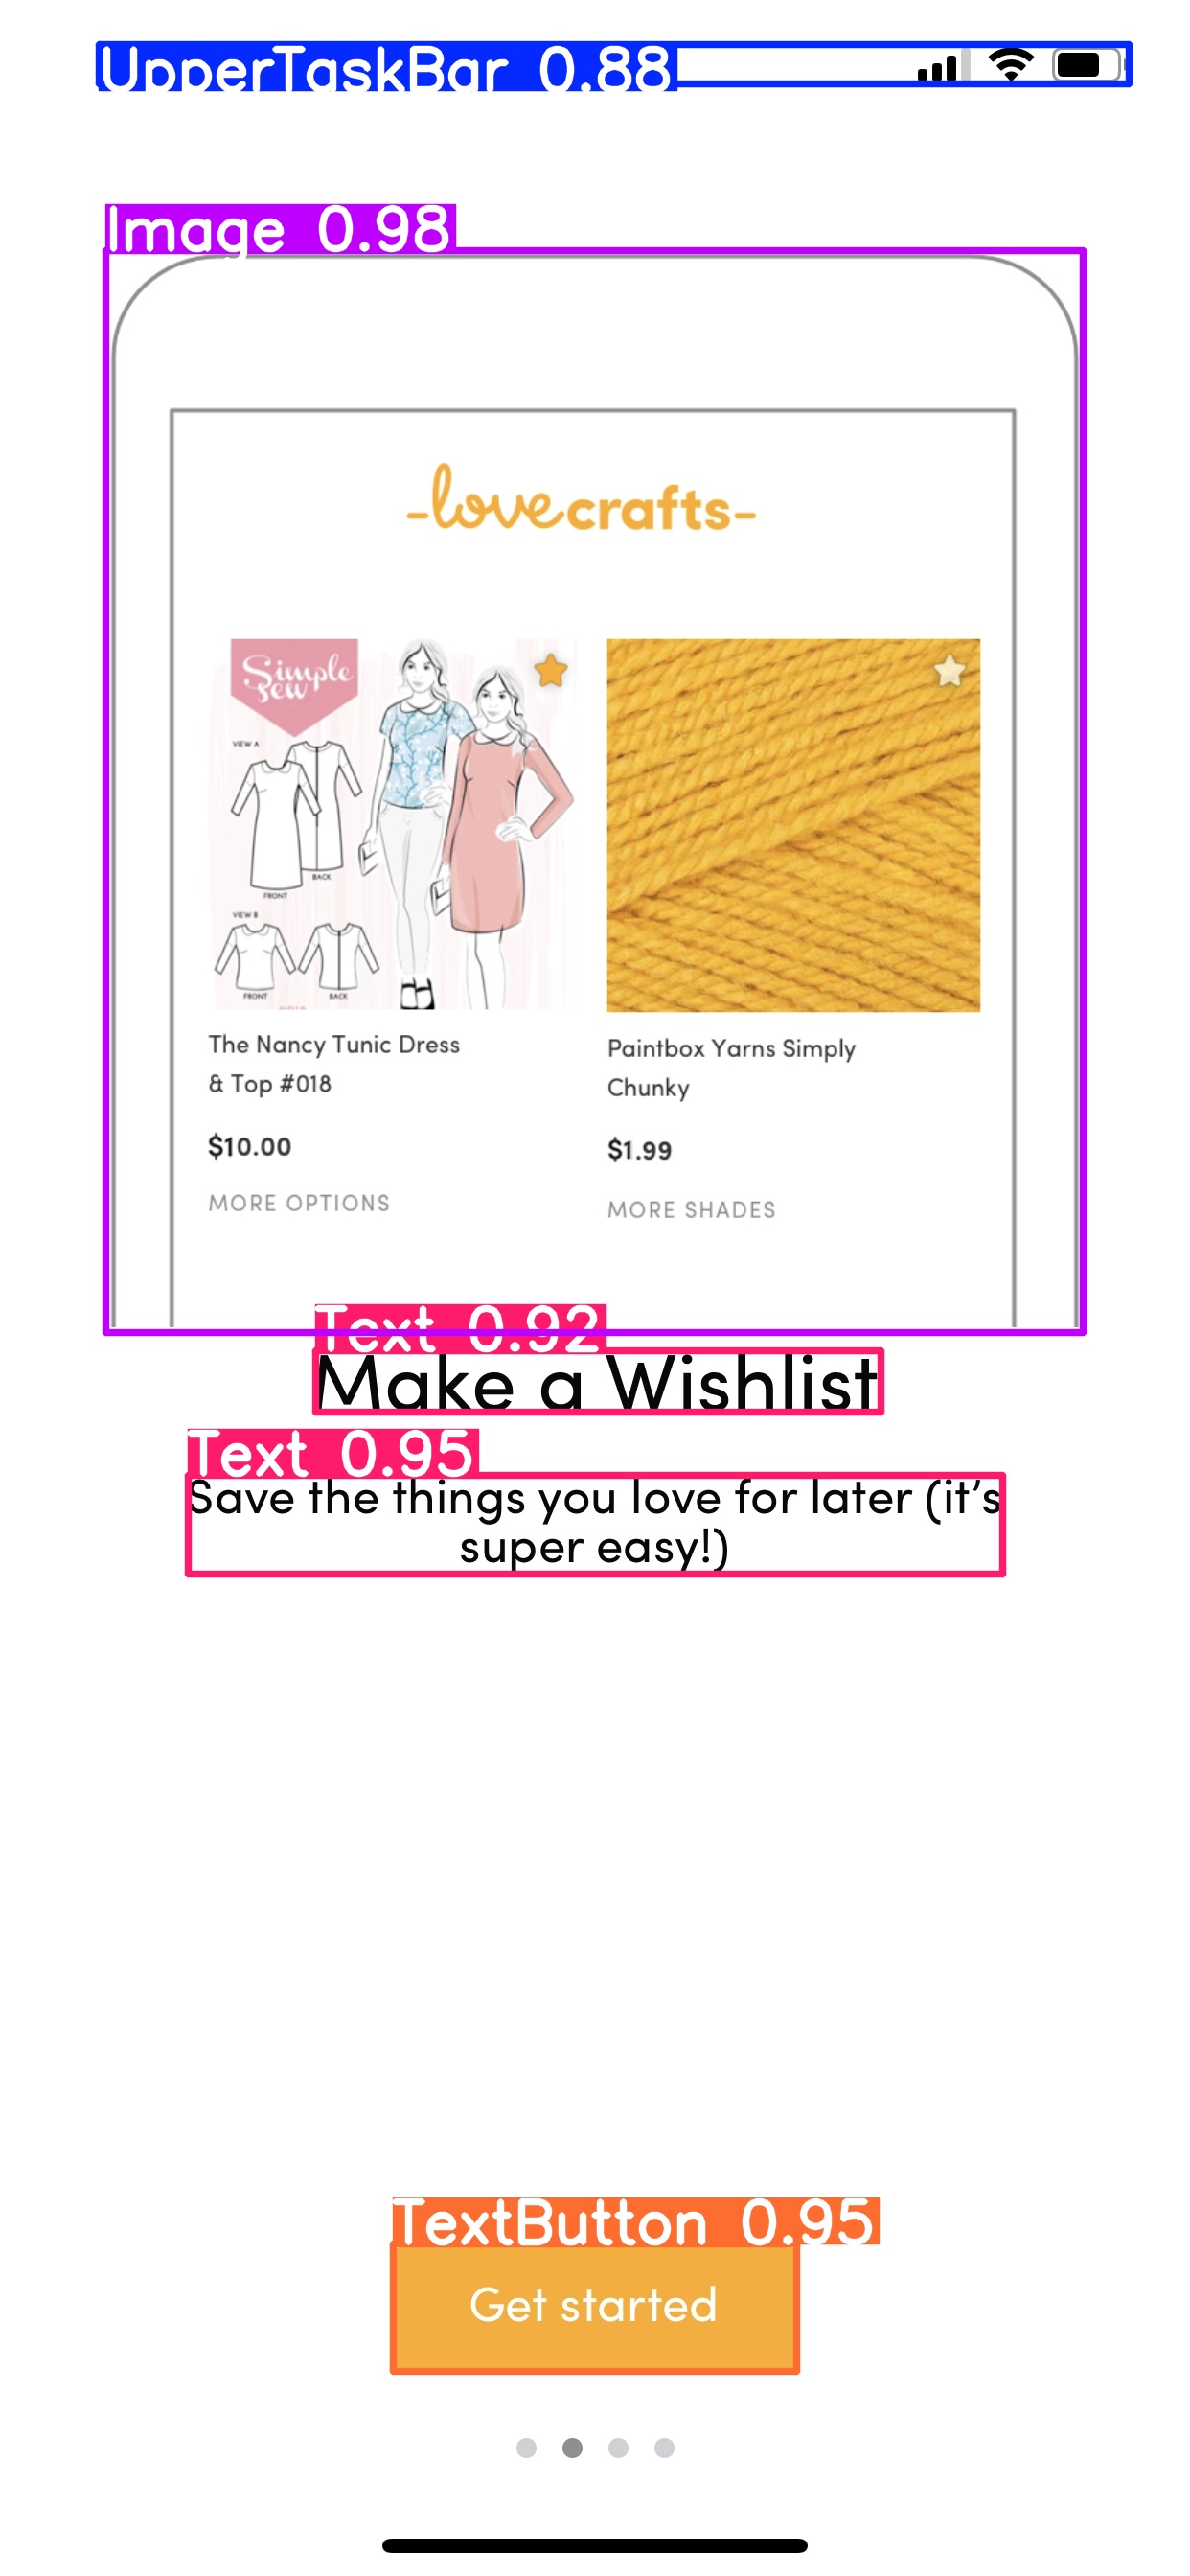 UpperTaskBar 0.88
Image 0.98
-lovecrafts-
Simple
Sew
VIEW A
BACK
FRONT
VIEW B
FRONT
BACK
The Nancy Tunic Dress
& Top #018
$10.00
MORE OPTIONS
Paintbox Yarns Simply
Chunky
$1.99
MORE SHADES
Text 0.92
Make a Wishlist
Text 0.95
Save the things you love for later (it’s
super easy!)
TextButton 0.95
Get started